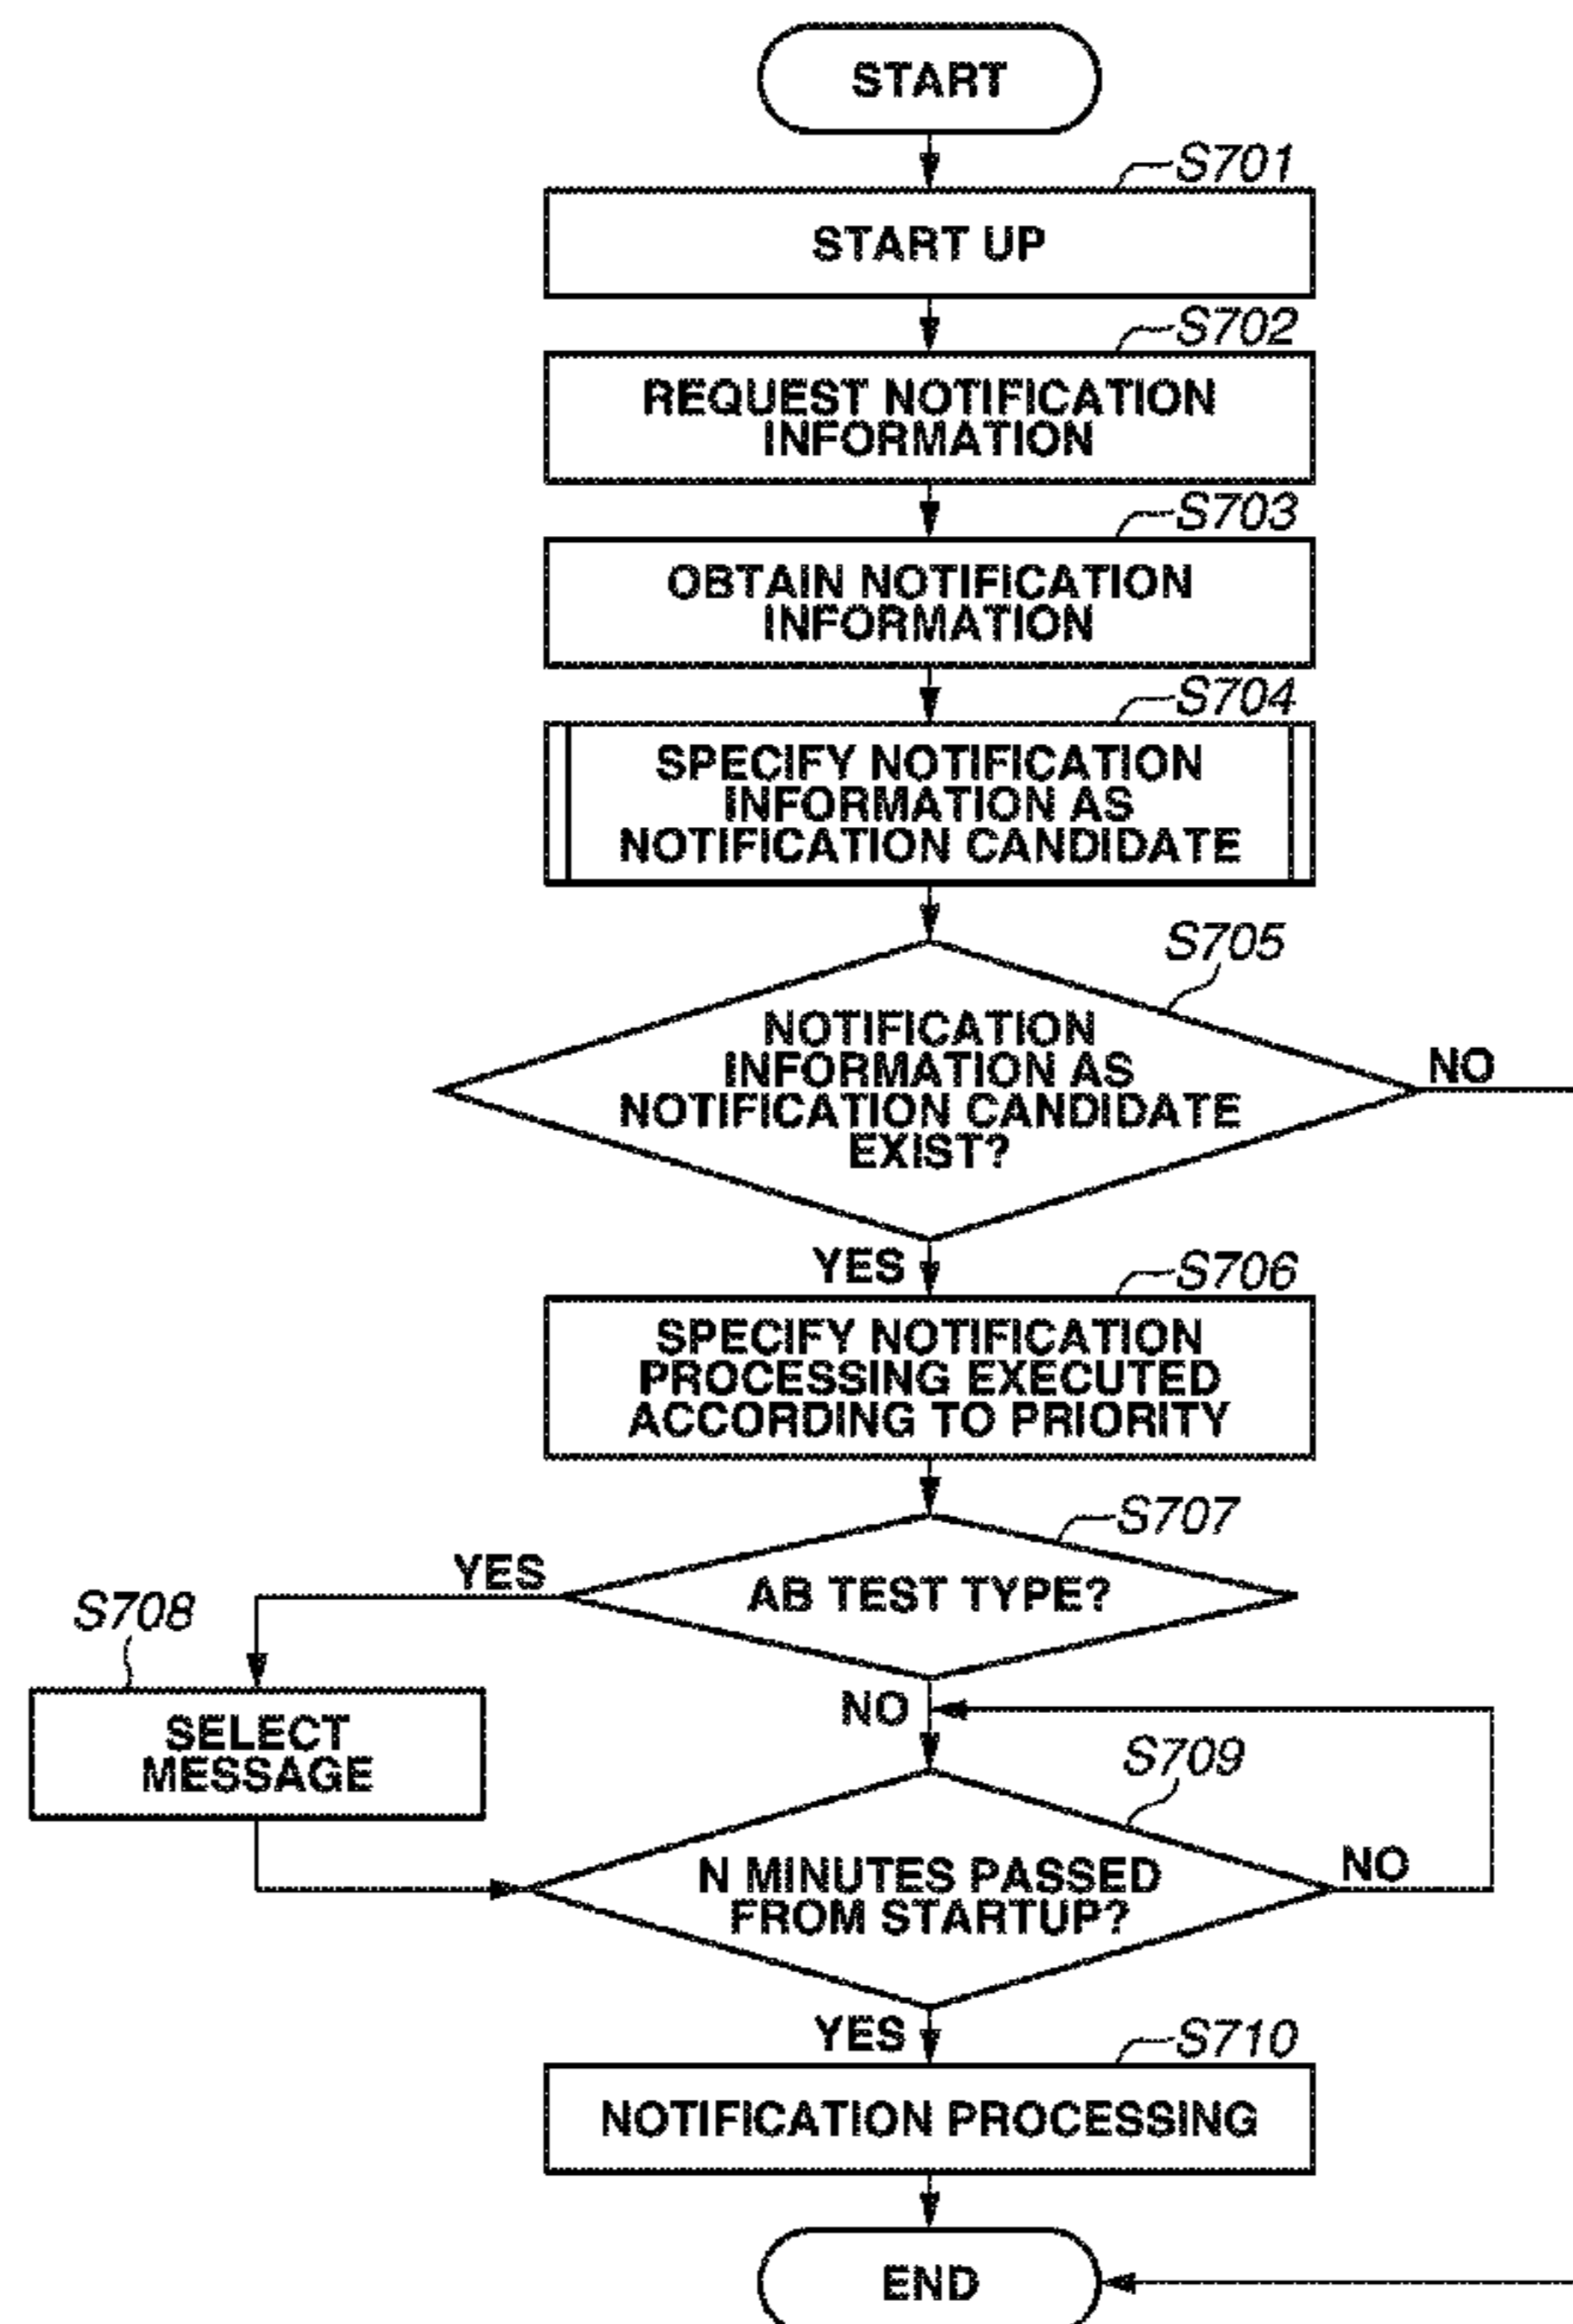 START
S701
START UP
S702
REQUEST NOTIFICATION
INFORMATION
S703
OBTAIN NOTIFICATION
INFORMATION
S704
SPECIFY NOTIFICATION
INFORMATION AS
NOTIFICATION CANDIDATE
S705
NOTIFICATION
INFORMATION AS
NOTIFICATION CANDIDATE
EXIST?
NO
YES
S706
SPECIFY NOTIFICATION
PROCESSING EXECUTED
ACCORDING TO PRIORITY
S707
AB TEST TYPE?
YES
S708
SELECT
MESSAGE
NO
S709
N MINUTES PASSED
FROM STARTUP?
NO
YES
S710
NOTIFICATION PROCESSING
END